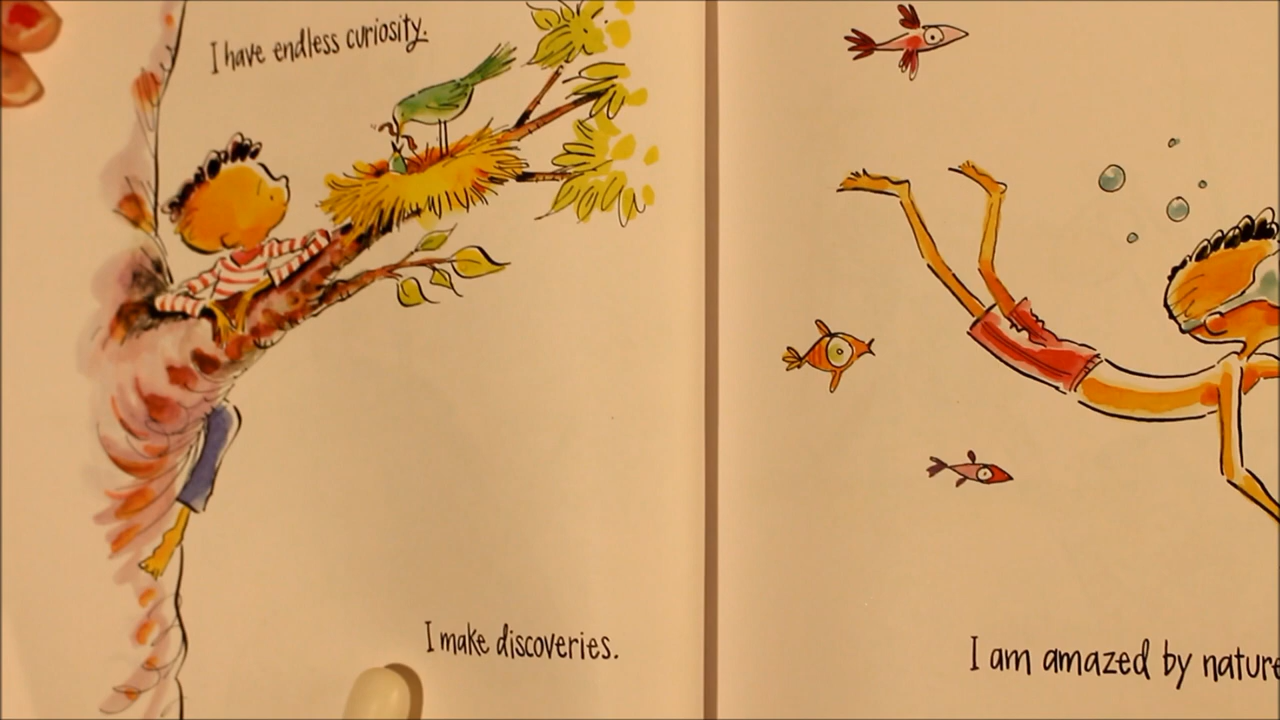 I have endless curiosity.
I make discoveries.
I am amazed by nature